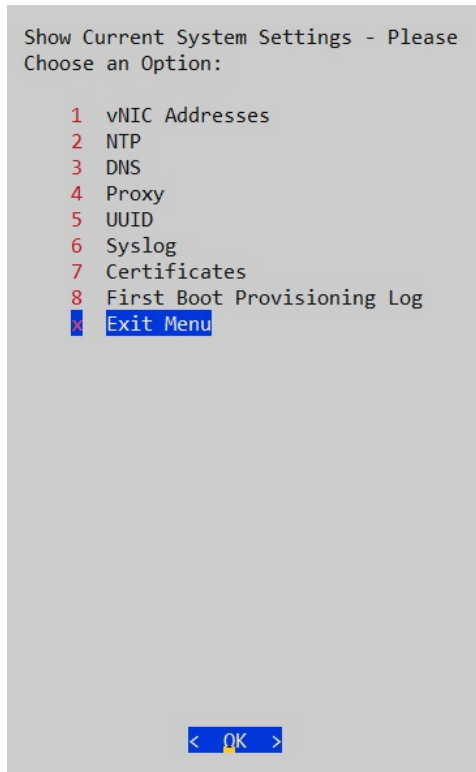 Show Current System Settings - Please
Choose an Option:
1 vNIC Addresses
2 NTP
3 DNS
4 Proxy
5 UUID
6 Syslog
7 Certificates
8 First Boot Provisioning Log
x Exit Menu
< OK >